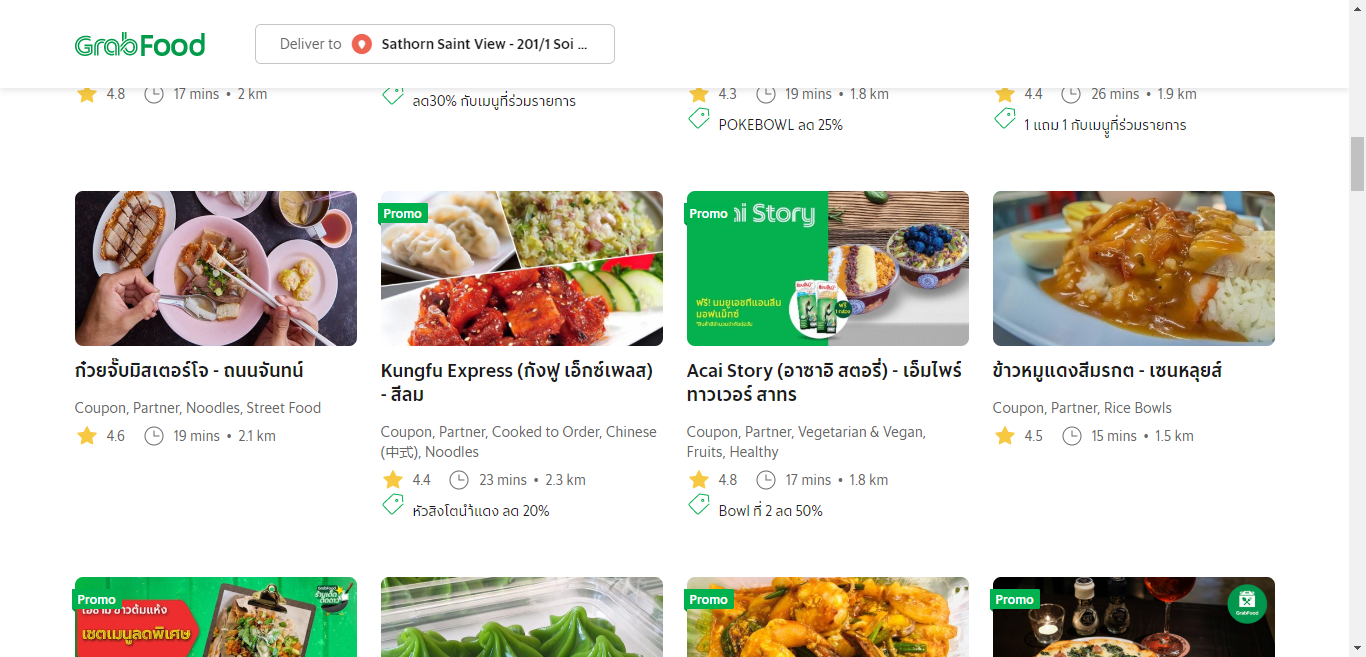 GrabFood
Deliver to Sathorn Saint View - 201/1 Soi ...
4.8 17 mins • 2 km
ลด30% กับเมนูที่ร่วมรายการ
4.3 19 mins • 1.8 km
POKEBOWL ลด 25%
4.4 26 mins • 1.9 km
1 แถม 1 กับเมนูที่ร่วมรายการ
ก๋วยจั๊บมิสเตอร์โจ - ถนนจันทน์
Coupon, Partner, Noodles, Street Food
4.6 19 mins • 2.1 km
Promo
Kungfu Express (กังฟู เอ็กซ์เพลส)
- สีลม
Coupon, Partner, Cooked to Order, Chinese
(中式), Noodles
4.4 23 mins • 2.3 km
หัวสิงโตน้ำแดง ลด 20%
Promo
Story
ฟรี! นมยูเอชทีแอนลีน
มอฟแม็กซ์
ฟรี
Acai Story (อาซาอิ สตอรี่) - เอ็มไพร์
ทาวเวอร์ สาทร
Coupon, Partner, Vegetarian & Vegan,
Fruits, Healthy
4.8 17 mins • 1.8 km
Bowl ที่ 2 ลด 50%
ข้าวหมูแดงสีมรกต - เซนหลุยส์
Coupon, Partner, Rice Bowls
4.5 15 mins • 1.5 km
Promo
ข้าวต้มแห้ง
เซตเมนูลดพิเศษ
Promo
Promo
GrabFood